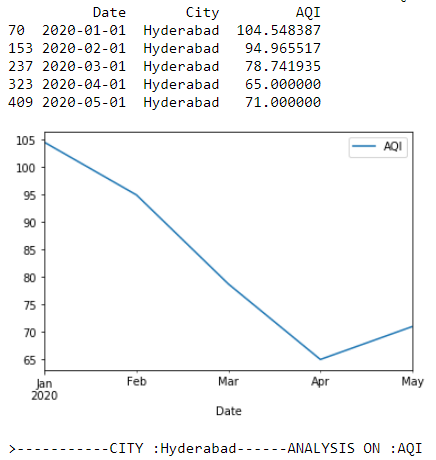 Date City AQI
70 2020-01-01 Hyderabad 104.548387
153 2020-02-01 Hyderabad 94.965517
237 2020-03-01 Hyderabad 78.741935
323 2020-04-01 Hyderabad 65.000000
409 2020-05-01 Hyderabad 71.000000
AQI
105
100
95
90
85
80
75
70
65
Jan Feb Mar Apr May
2020
Date
>-----------CITY :Hyderabad------ANALYSIS ON :AQI